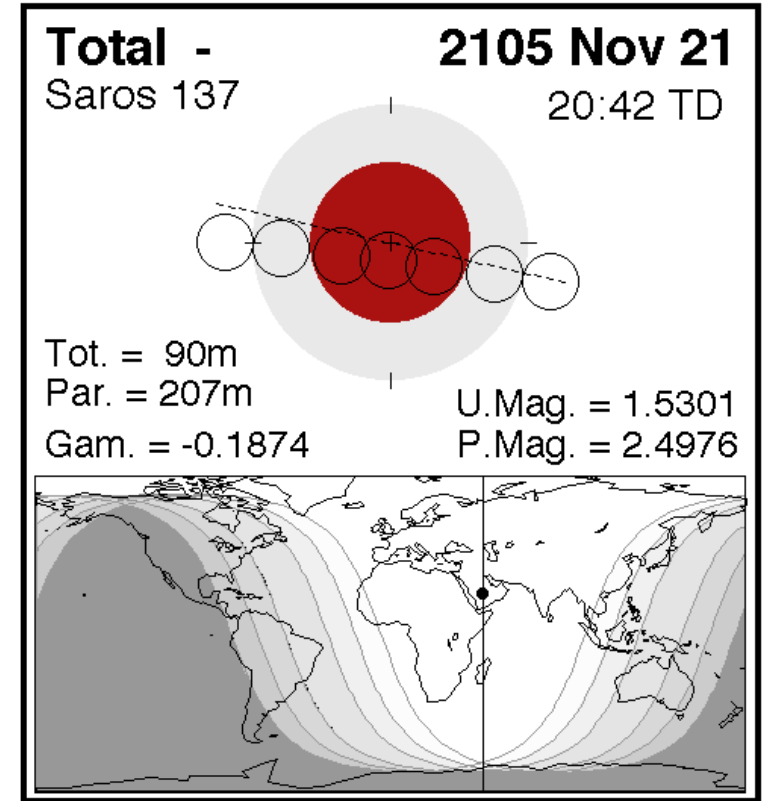 Total - 2105 Nov 21
Saros 137 20:42 TD
Tot. = 90m
Par. = 207m
U.Mag. = 1.5301
Gam. = -0.1874 P.Mag. = 2.4976